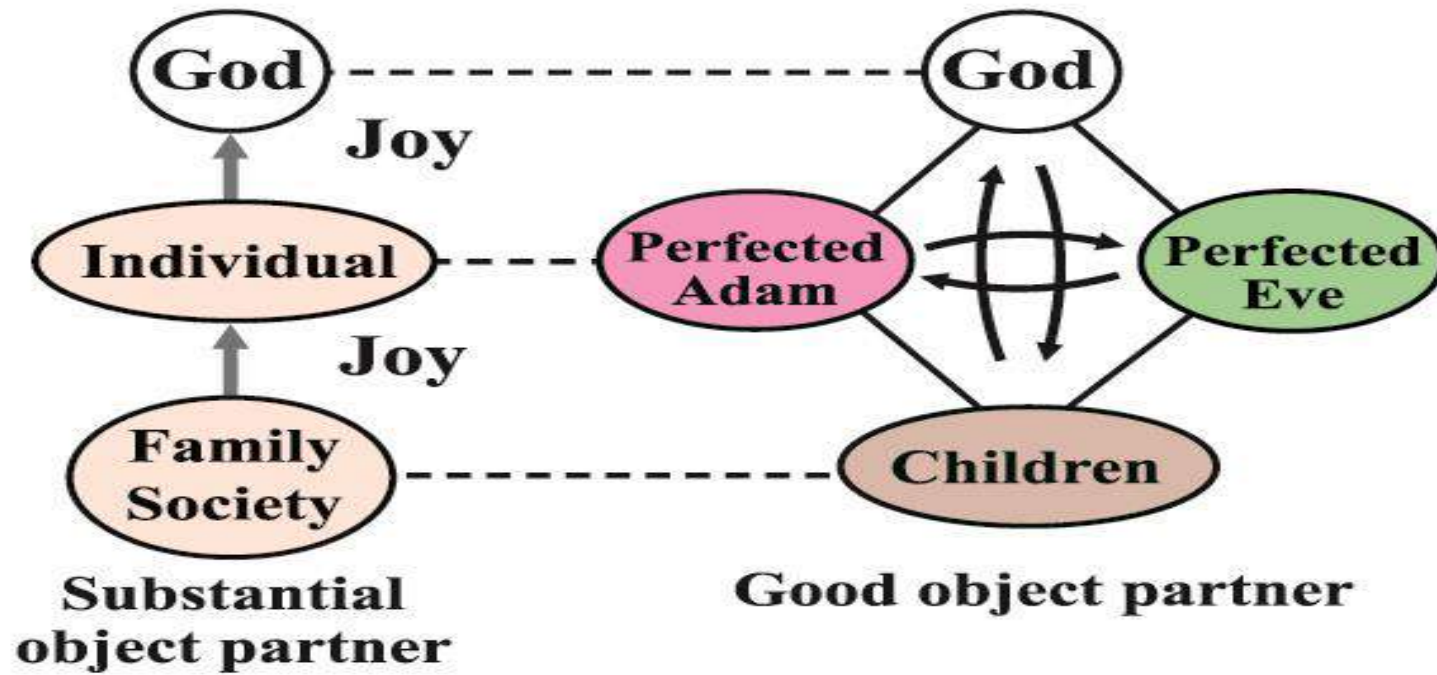 God
God
Joy
Individual
Perfected
Adam
Perfected
Eve
Joy
Family
Society
Children
Substantial
object partner
Good object partner